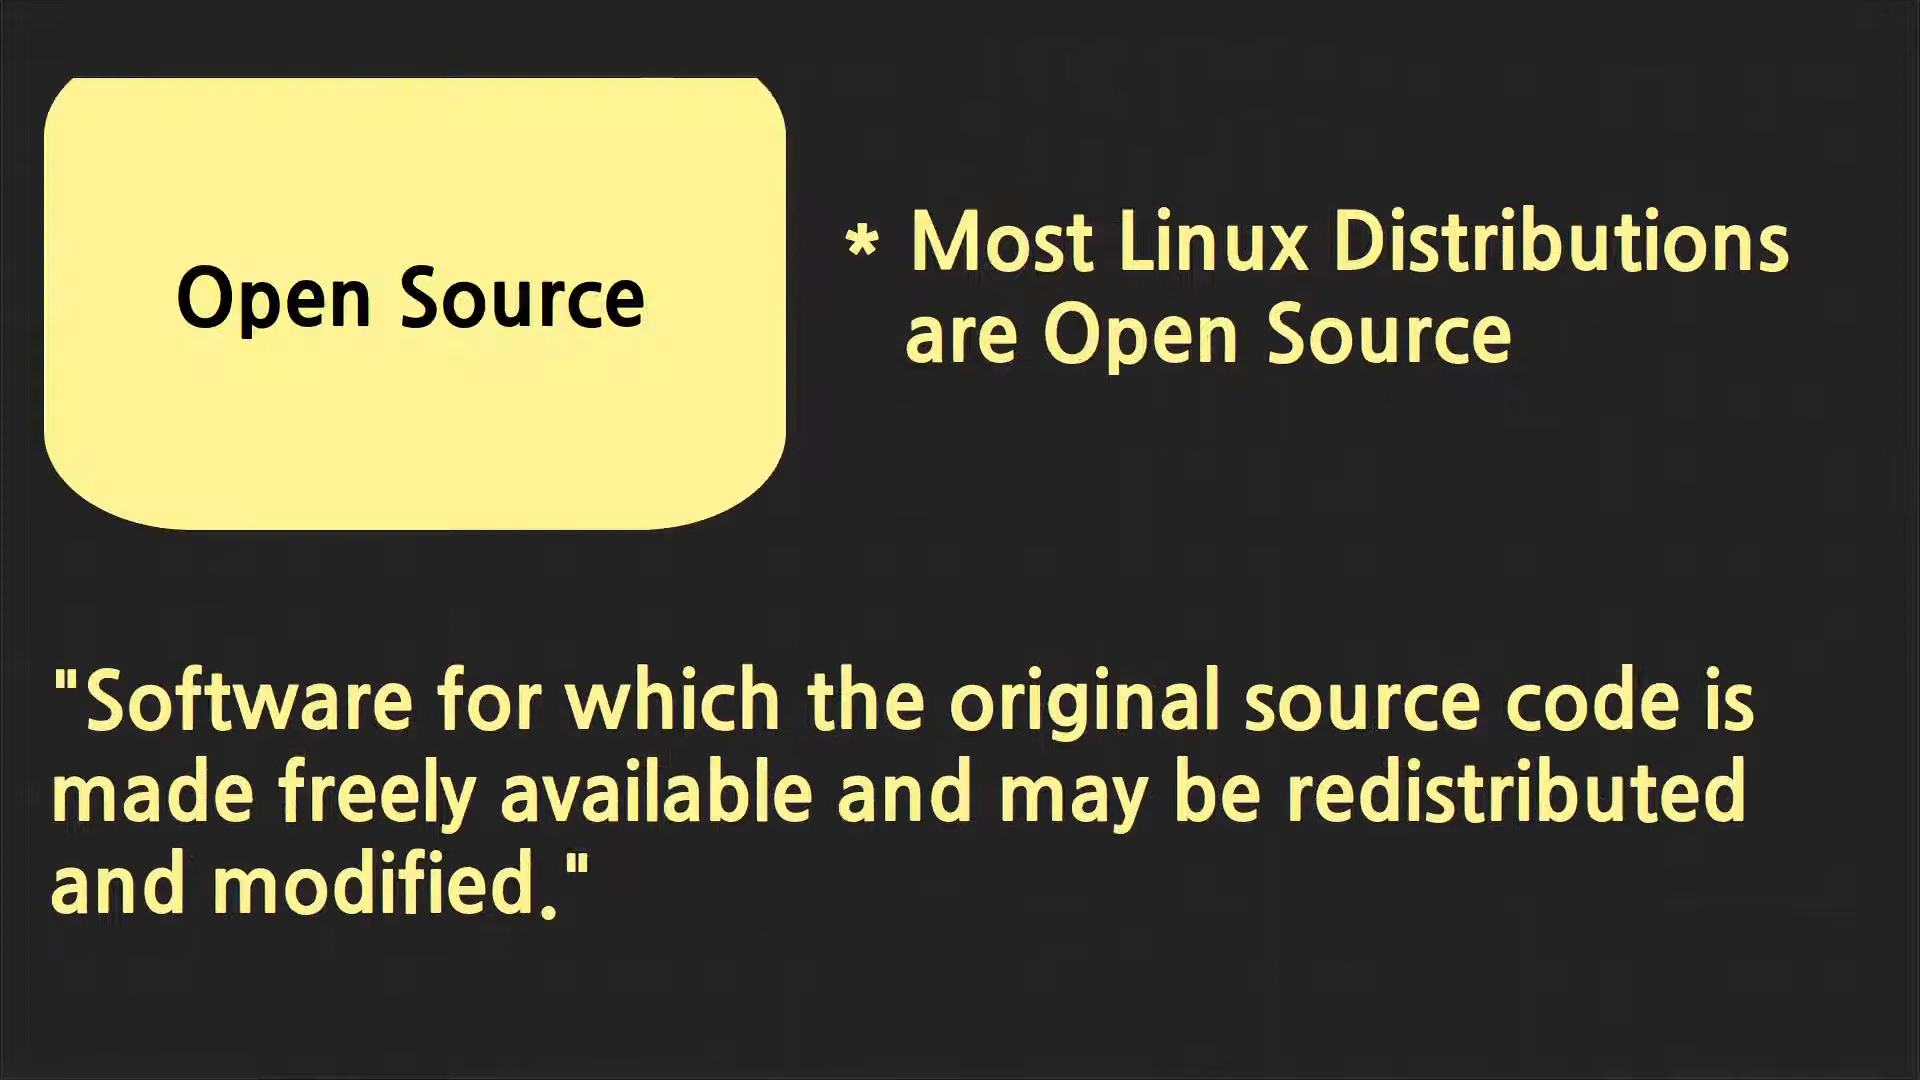 Open Source
* Most Linux Distributions
are Open Source
"Software for which the original source code is
made freely available and may be redistributed
and modified."